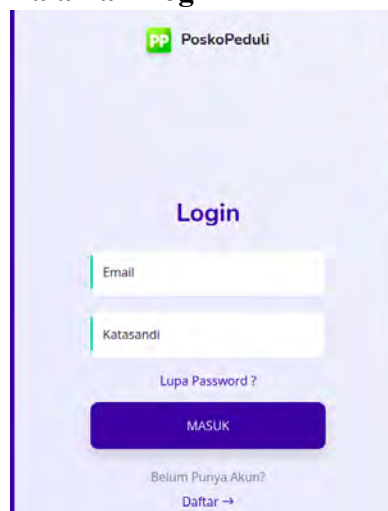 PP PoskoPeduli
Login
Email
Katasandi
Lupa Password ?
MASUK
Belum Punya Akun?
Daftar →